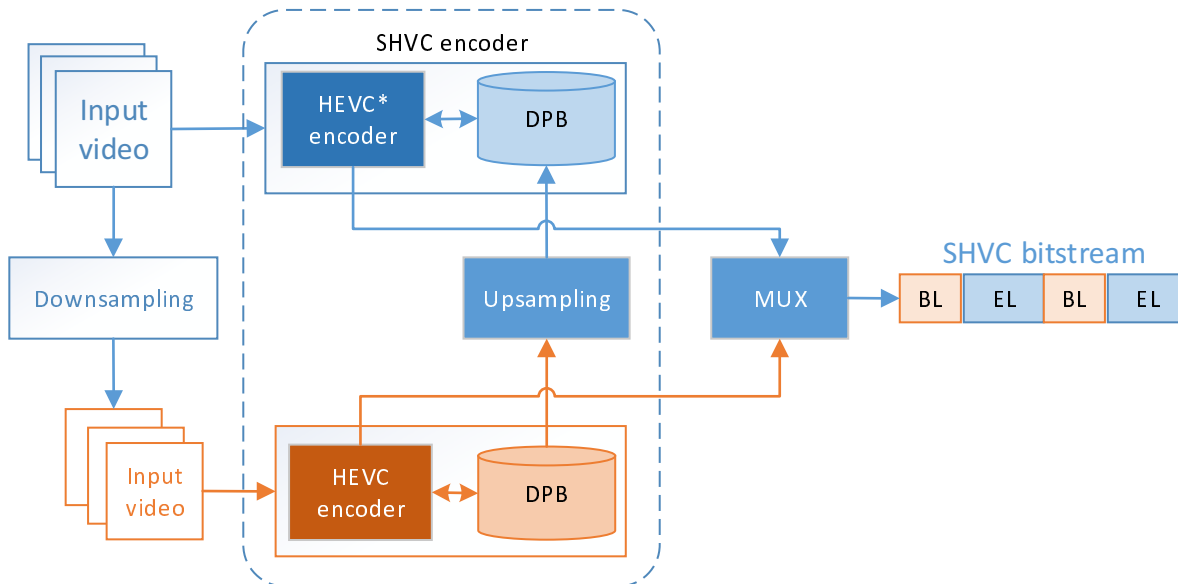 SHVC encoder
Input
video
HEVC*
encoder
DPB
Downsampling
Upsampling
MUX
SHVC bitstream
BL EL BL EL
Input
video
HEVC
encoder
DPB